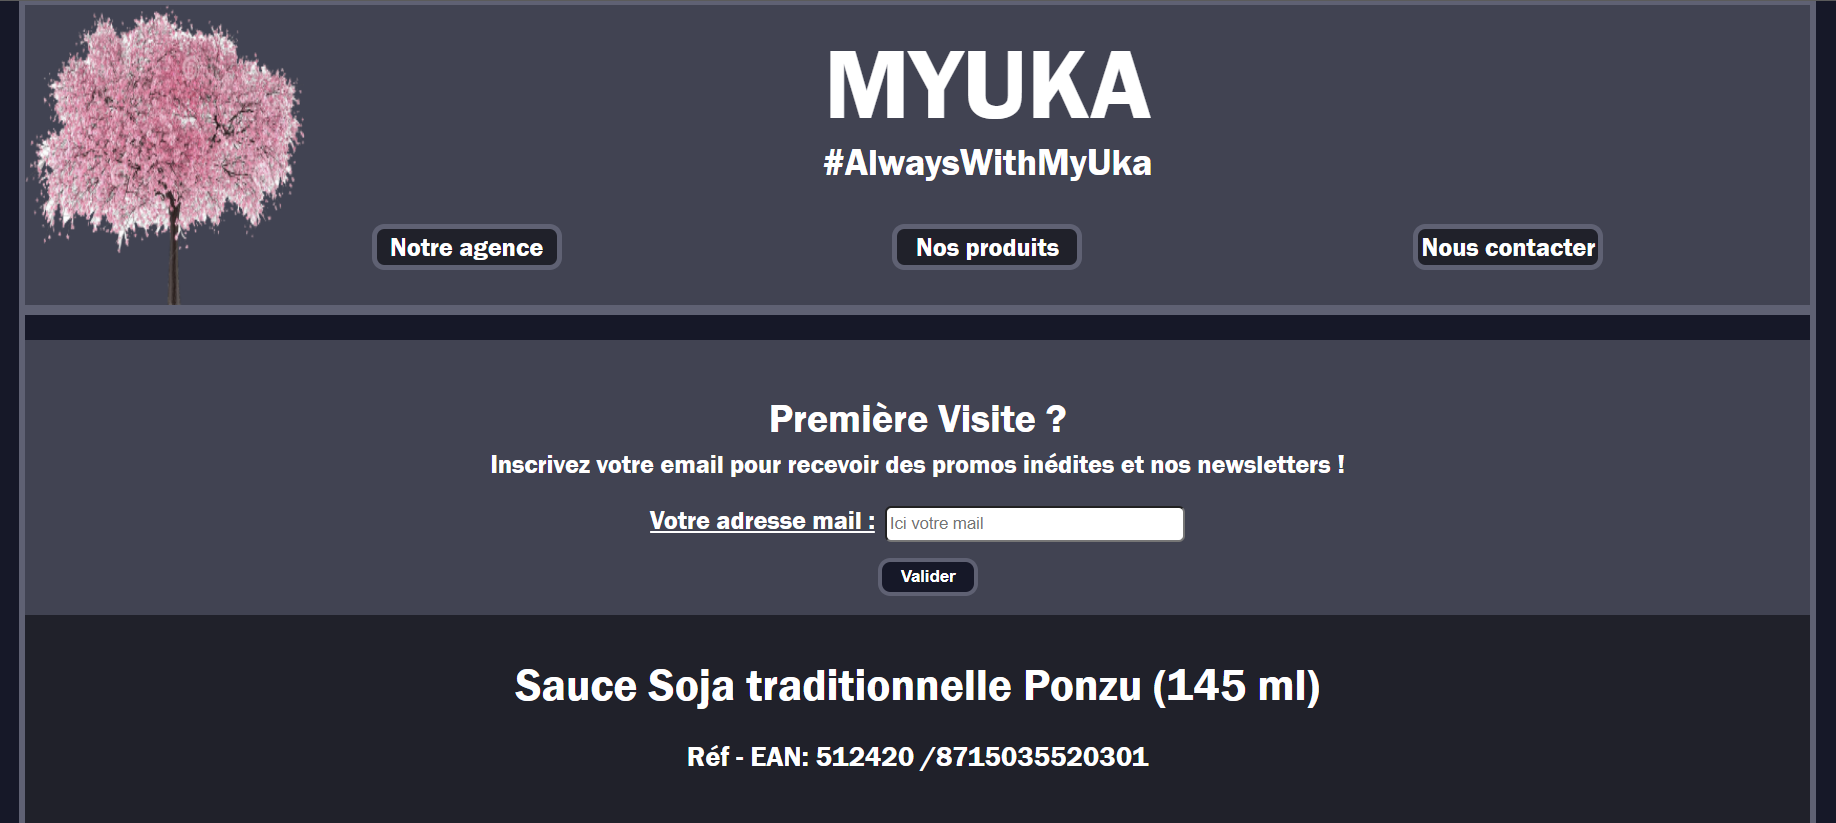 MYUKA
#AlwaysWithMyUka
Notre agence
Nos produits
Nous contacter
Première Visite ?
Inscrivez votre email pour recevoir des promos inédites et nos newsletters !
Votre adresse mail : Ici votre mail
Valider
Sauce Soja traditionnelle Ponzu (145 ml)
Réf - EAN: 512420 /8715035520301